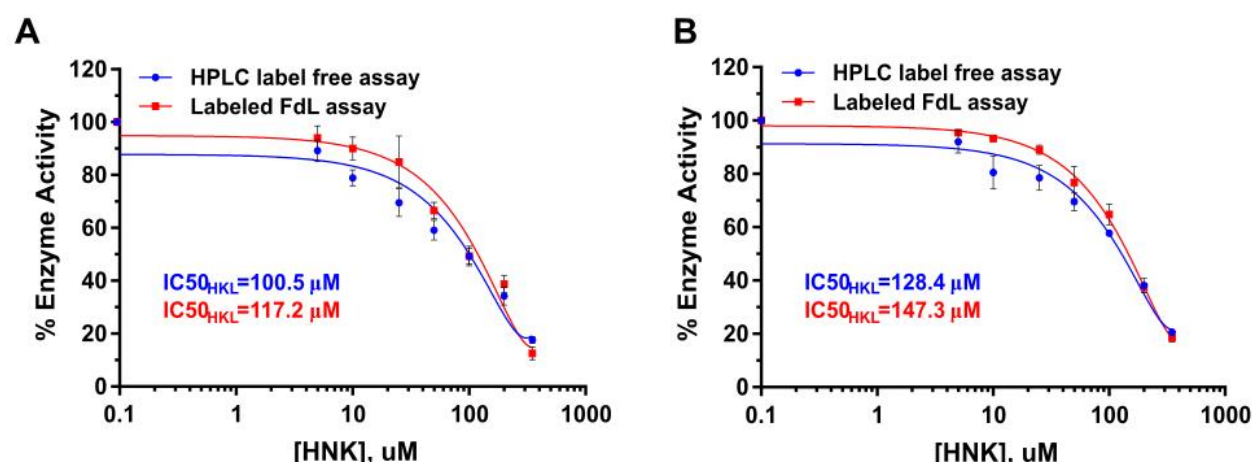 A
120
100
80
60
40
20
0
% Enzyme Activity
HPLC label free assay
Labeled FdL assay
IC50HKL=100.5 μM
IC50HKL=117.2 μM
0.1
1
10
100
1000
[HNK], uM
B
120
100
80
60
40
20
0
% Enzyme Activity
HPLC label free assay
Labeled FdL assay
IC50HKL=128.4 μM
IC50HKL=147.3 μM
0.1
1
10
100
1000
[HNK], uM